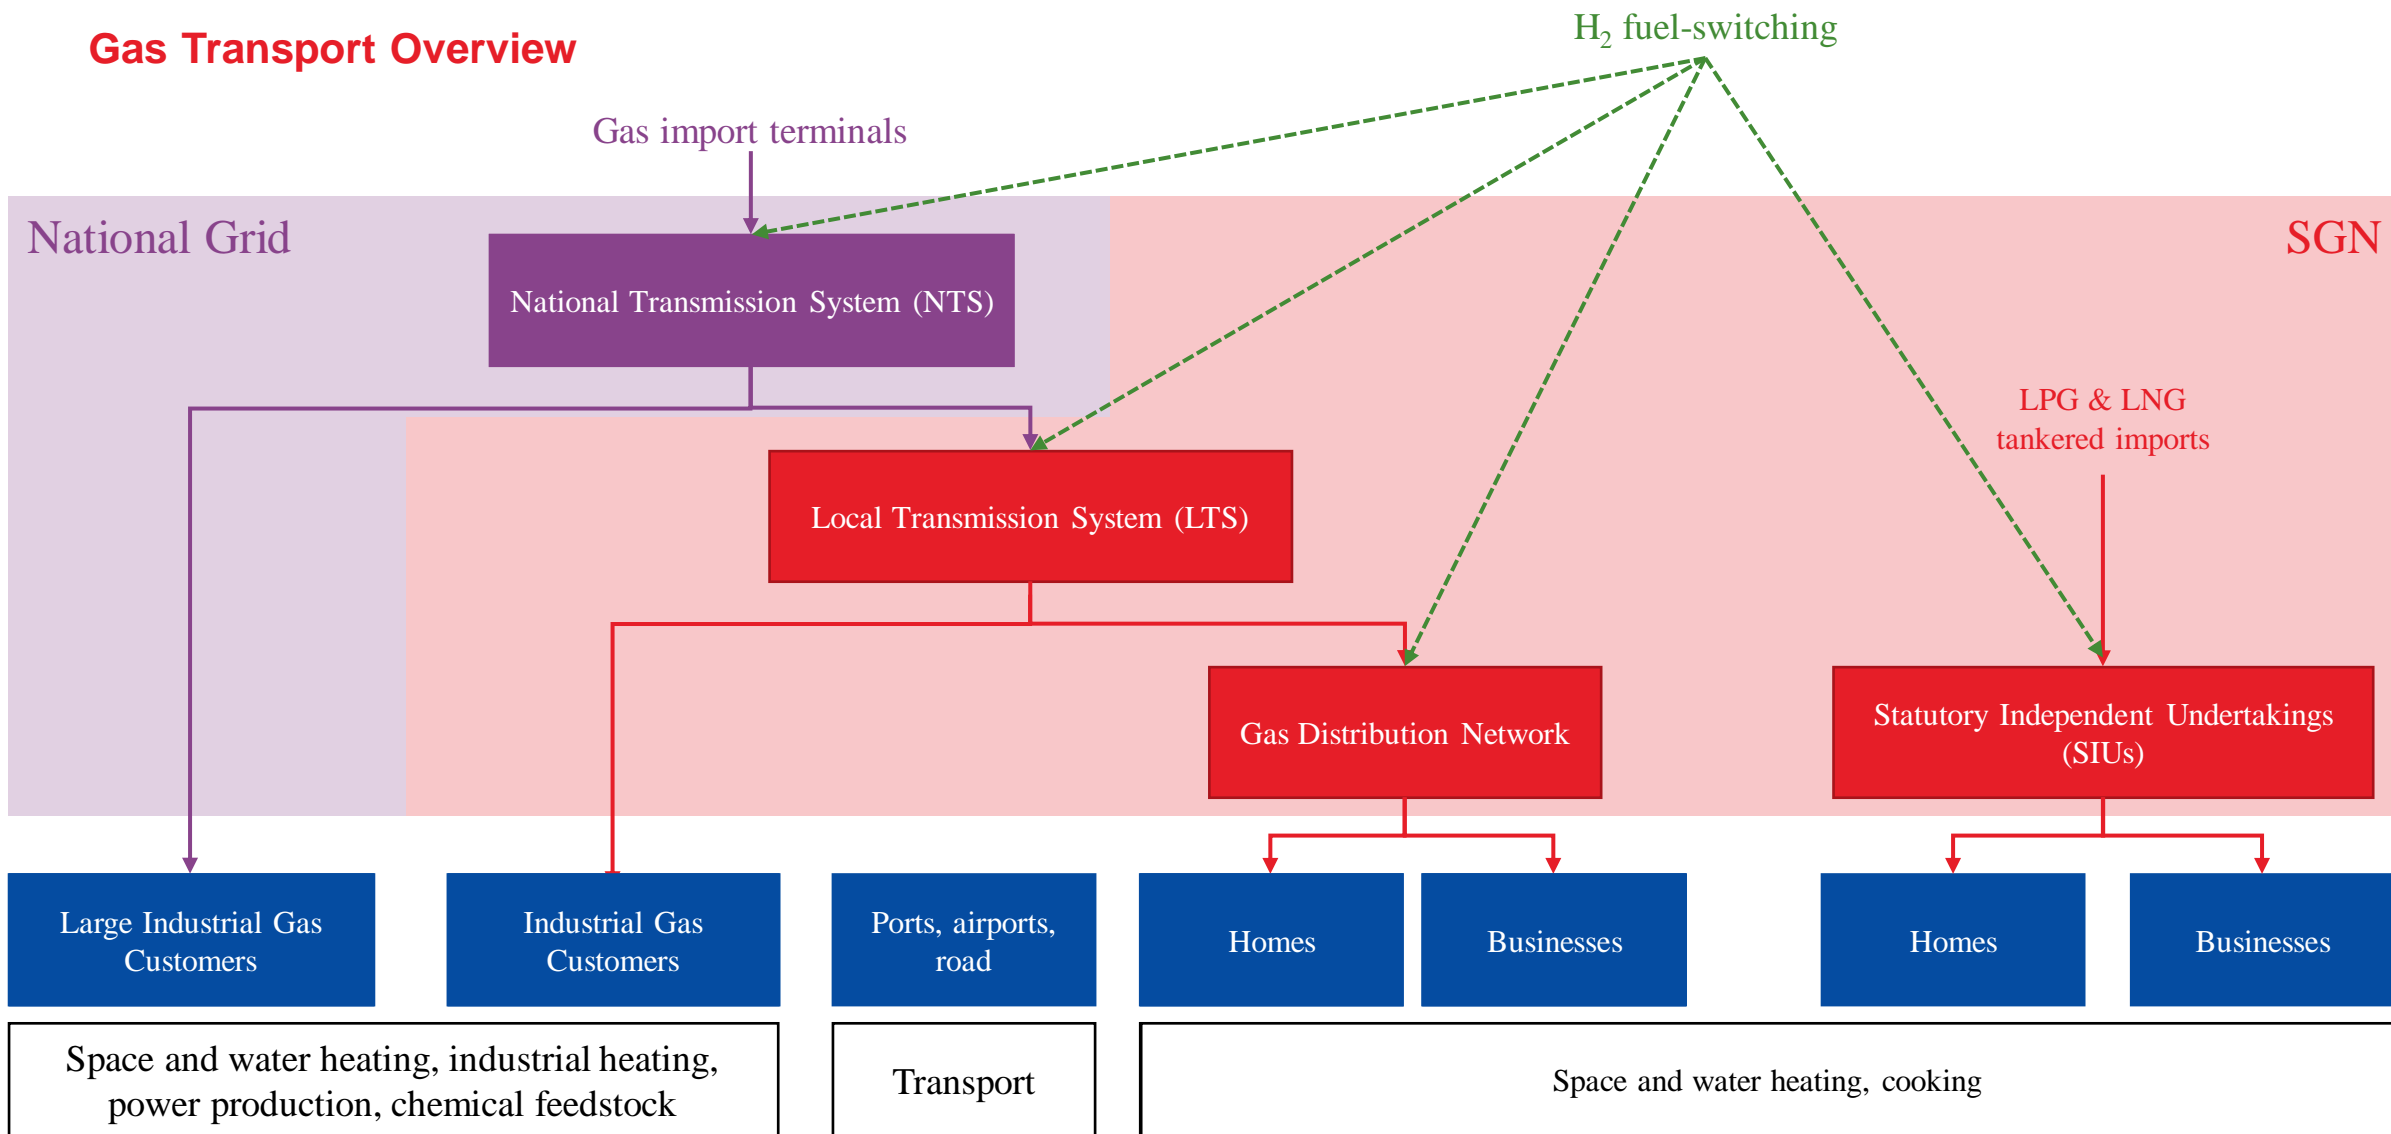 Gas Transport Overview
H₂ fuel-switching
Gas import terminals
National Grid
SGN
National Transmission System (NTS)
LPG & LNG
tankered imports
Local Transmission System (LTS)
Gas Distribution Network
Statutory Independent Undertakings
(SIUs)
Large Industrial Gas
Customers
Industrial Gas
Customers
Ports, airports,
road
Homes
Businesses
Homes
Businesses
Space and water heating, industrial heating,
power production, chemical feedstock
Transport
Space and water heating, cooking